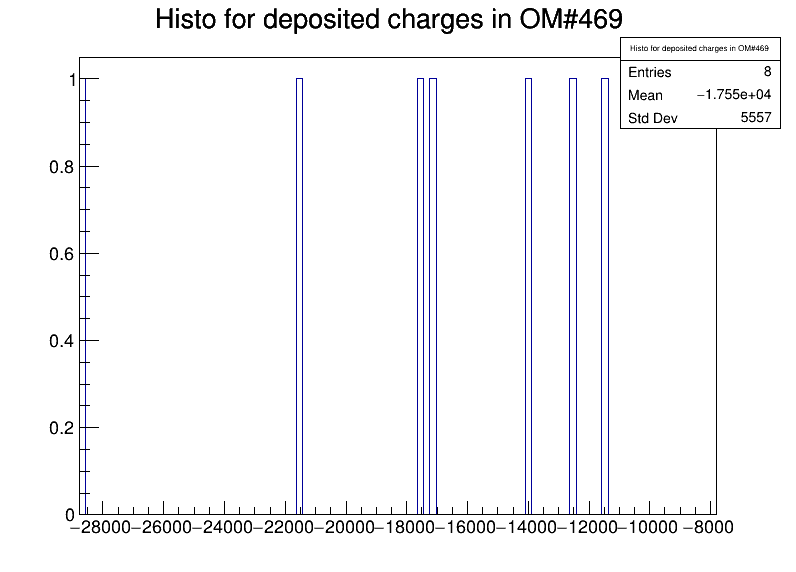 Histo for deposited charges in OM#469
Histo for deposited charges in OM#469
Entries 8
Mean −1.755e+04
Std Dev 5557
1
0.8
0.6
0.4
0.2
0
−28000 −26000 −24000 −22000 −20000 −18000 −16000 −14000 −12000 −10000 −8000